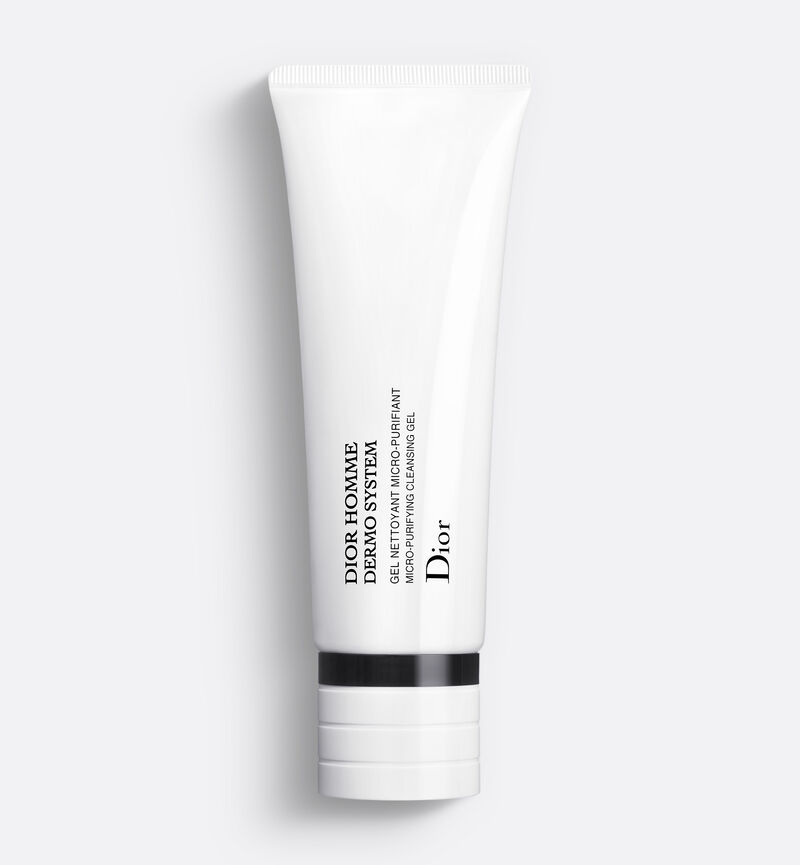 DIOR HOMME
DERMO SYSTEM
GEL NETTOYANT MICRO-PURIFIANT
MICRO-PURIFYING CLEANSING GEL
Dior